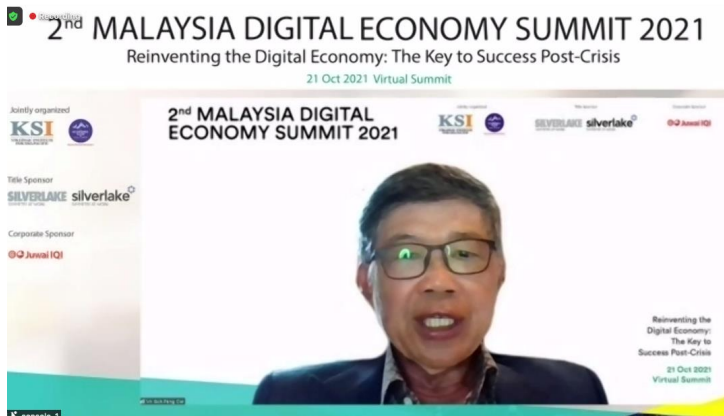 Recording
2nd MALAYSIA DIGITAL ECONOMY SUMMIT 2021
Reinventing the Digital Economy: The Key to Success Post-Crisis
21 Oct 2021 Virtual Summit
Jointly organized
KSI
Title Sponsor
SILVERLAKE silverlake
Corporate Sponsor
Juwai IQI
2nd MALAYSIA DIGITAL
ECONOMY SUMMIT 2021
KSI
SILVERLAKE silverlake
Juwai IQI
Reinventing the
Digital Economy:
The Key to
Success Post-Crisis
21 Oct 2021
Virtual Summit